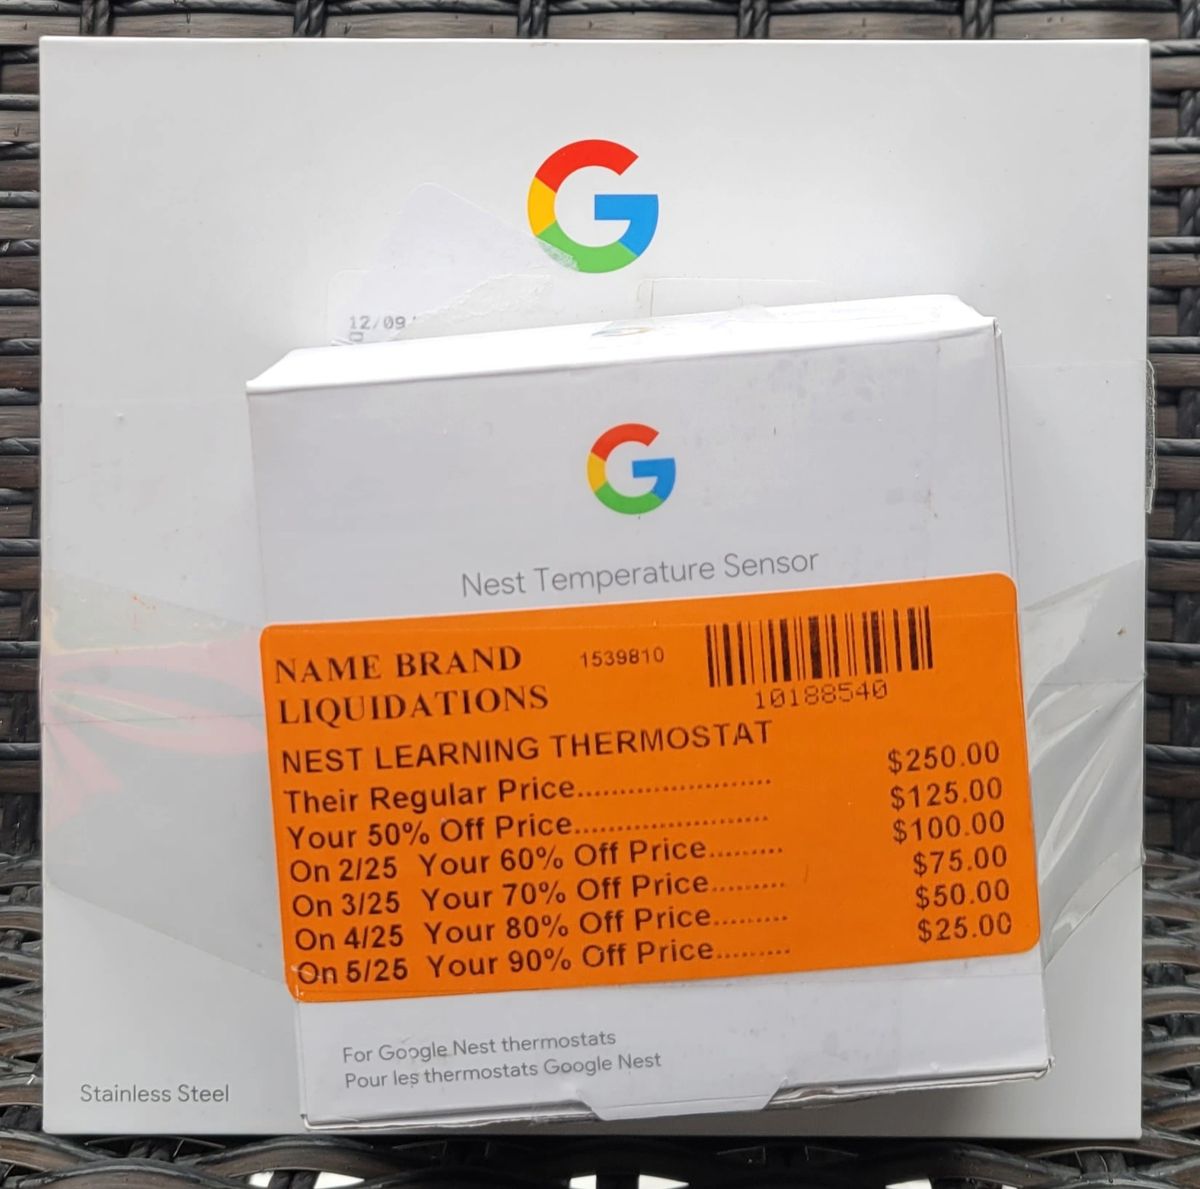 12/09
Nest Temperature Sensor
NAME BRAND 1539810
LIQUIDATIONS 10188540
NEST LEARNING THERMOSTAT
Their Regular Price...................... $250.00
Your 50% Off Price...................... $125.00
On 2/25 Your 60% Off Price......... $100.00
On 3/25 Your 70% Off Price......... $75.00
On 4/25 Your 80% Off Price......... $50.00
On 5/25 Your 90% Off Price......... $25.00
For Google Nest thermostats
Pour les thermostats Google Nest
Stainless Steel